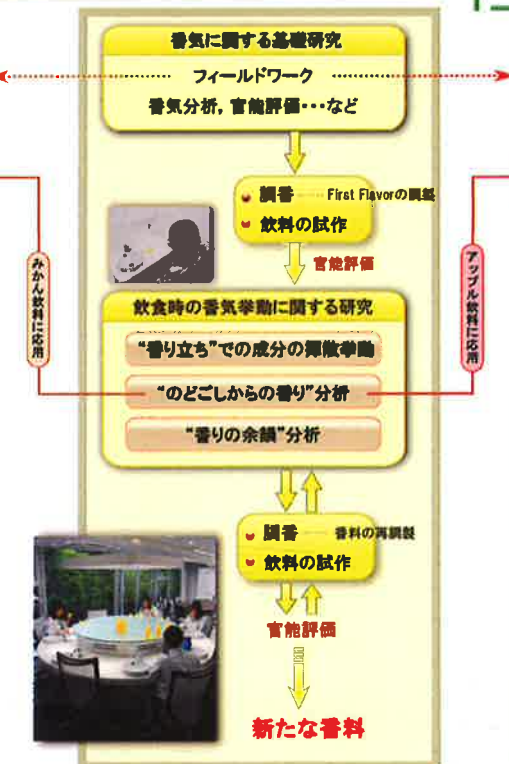 香気に関する基礎研究
フィールドワーク
香気分析，官能評価・・・など
調香 …… First Flavorの調製
飲料の試作
官能評価
みかん飲料に応用
アップル飲料に応用
飲食時の香気挙動に関する研究
“香り立ち”での成分の揮散挙動
“のどごしからの香り”分析
“香りの余韻”分析
調香 …… 香料の再調製
飲料の試作
官能評価
新たな香料